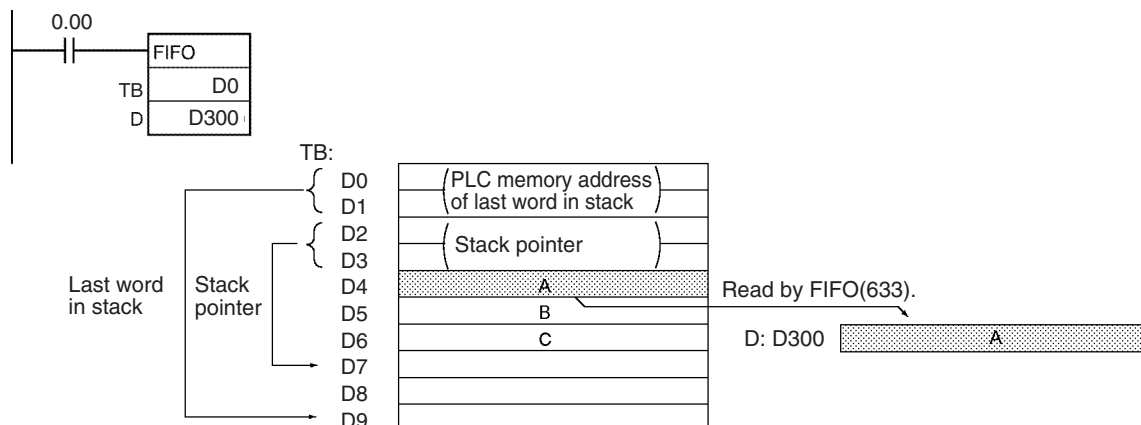 0.00
FIFO
TB D0
D D300
TB:
D0
D1
D2
D3
D4
D5
D6
D7
D8
D9
PLC memory address
of last word in stack
Stack pointer
A
B
C
Last word
in stack
Stack
pointer
Read by FIFO(633).
D: D300
A